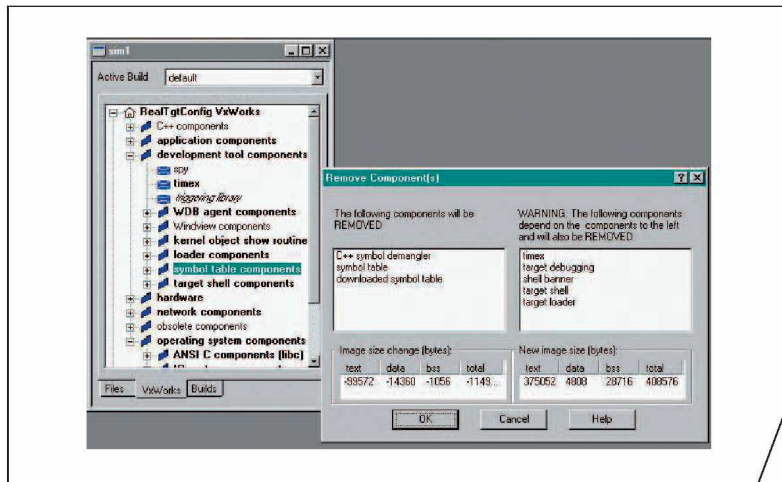 sim1
Active Build default
RealTgtConfig VxWorks
C++ components
application components
development tool components
spy
timex
triggering library
WDB agent components
Windview components
kernel object show routine
loader components
symbol table components
target shell components
hardware
network components
obsolete components
operating system components
ANSI C components (libc)
Files VxWorks Builds
Remove Component(s)
The following components will be
REMOVED
C++ symbol demangler
symbol table
downloaded symbol table
WARNING: The following components
depend on the components to the left
and will also be REMOVED
timex
target debugging
shell banner
target shell
target loader
Image size change (bytes):
text data bss total
-99572 -14360 -1056 -1149...
New image size (bytes):
text data bss total
375052 4808 28716 408576
OK Cancel Help